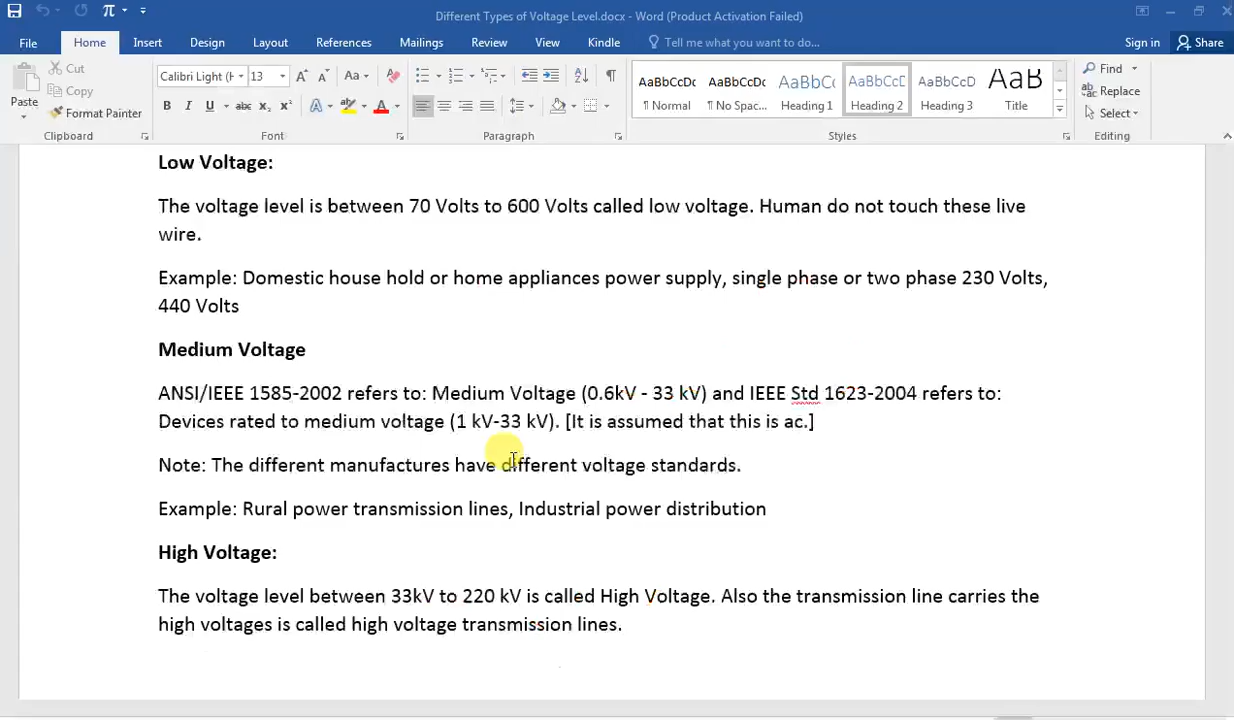 Different Types of Voltage Level.docx - Word (Product Activation Failed)
File Home Insert Design Layout References Mailings Review View Kindle Tell me what you want to do... Sign in Share
Paste Cut Copy Format Painter
Calibri Light (H 13 Aa
B I U abc X₂ X² A A
AaBbCcDc AaBbCcDc AaBbCc AaBbCcD AaBbCcD AaB
¶ Normal ¶ No Spac... Heading 1 Heading 2 Heading 3 Title
Find
Replace
Select
Clipboard Font Paragraph Styles Editing
Low Voltage:
The voltage level is between 70 Volts to 600 Volts called low voltage. Human do not touch these live
wire.
Example: Domestic house hold or home appliances power supply, single phase or two phase 230 Volts,
440 Volts
Medium Voltage
ANSI/IEEE 1585-2002 refers to: Medium Voltage (0.6kV - 33 kV) and IEEE Std 1623-2004 refers to:
Devices rated to medium voltage (1 kV-33 kV). [It is assumed that this is ac.]
Note: The different manufactures have different voltage standards.
Example: Rural power transmission lines, Industrial power distribution
High Voltage:
The voltage level between 33kV to 220 kV is called High Voltage. Also the transmission line carries the
high voltages is called high voltage transmission lines.